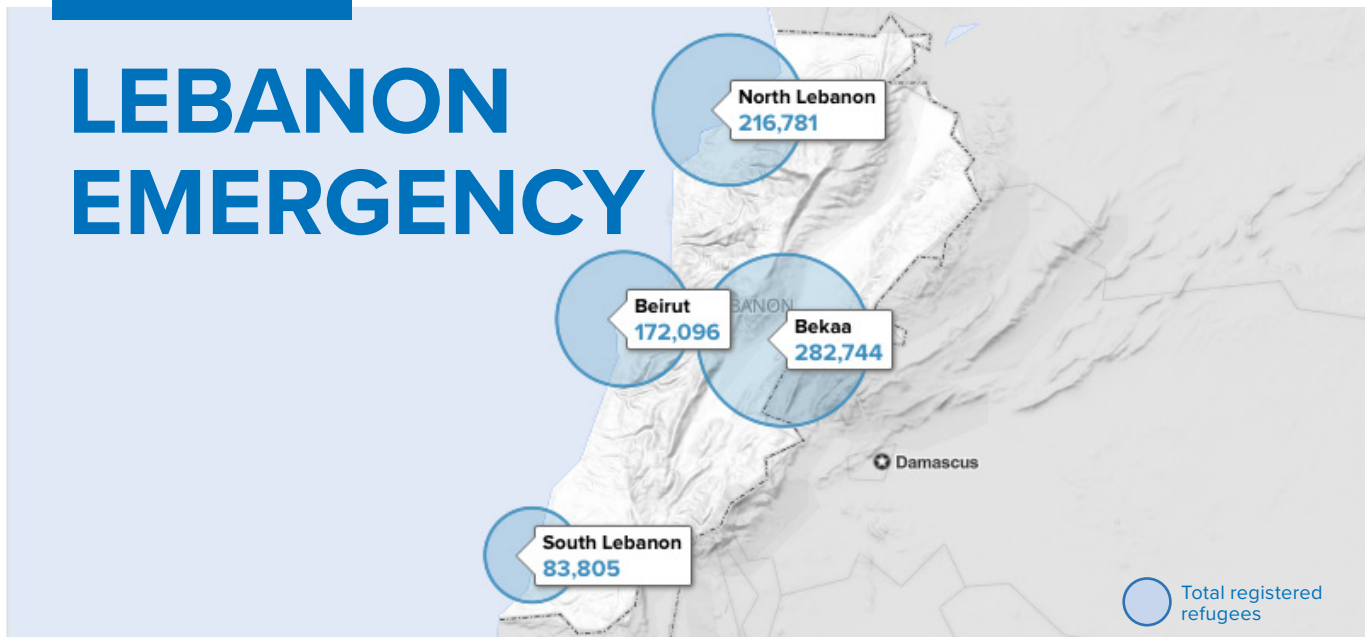 LEBANON
EMERGENCY
North Lebanon
216,781
Beirut
172,096
BANON
Bekaa
282,744
Damascus
South Lebanon
83,805
Total registered
refugees